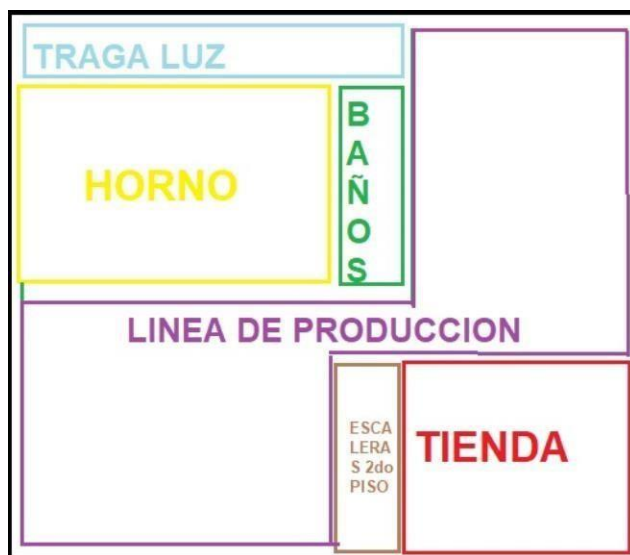 TRAGA LUZ
HORNO
B
A
Ñ
O
S
LINEA DE PRODUCCION
ESCA
LERA
S 2do
PISO
TIENDA